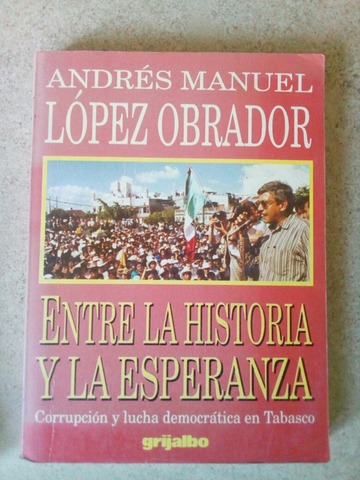 ANDRÉS MANUEL
LÓPEZ OBRADOR
ENTRE LA HISTORIA
Y LA ESPERANZA
Corrupción y lucha democrática en Tabasco
grijalbo